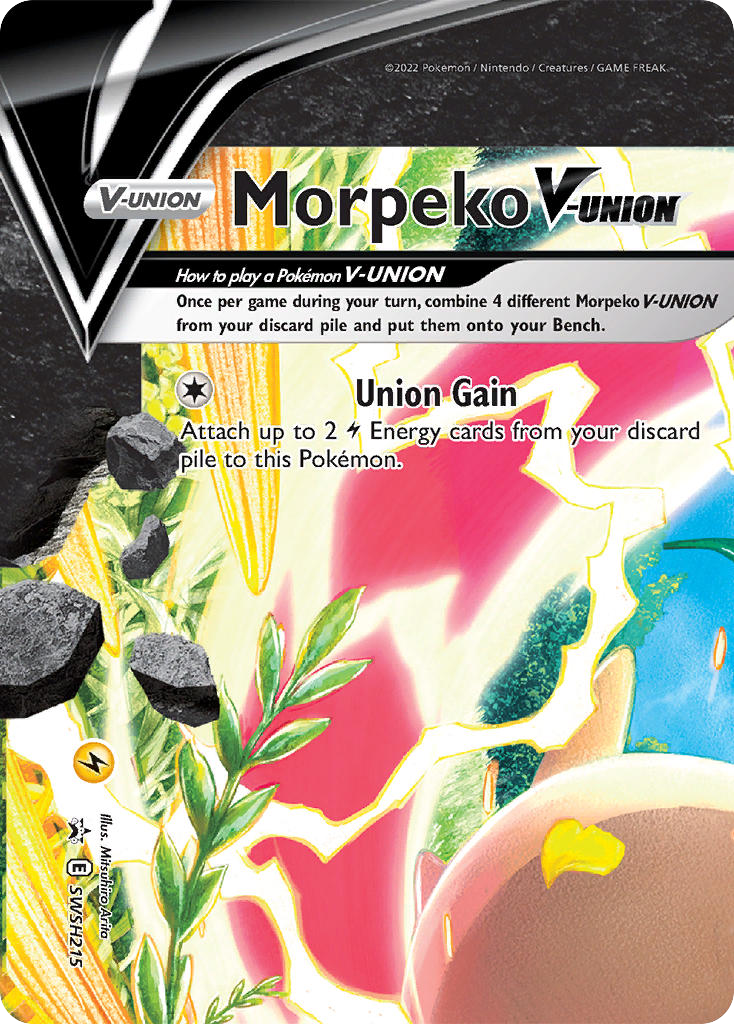 ©2022 Pokémon / Nintendo / Creatures / GAME FREAK
V-UNION
Morpeko V-UNION
How to play a Pokémon V-UNION
Once per game during your turn, combine 4 different Morpeko V-UNION
from your discard pile and put them onto your Bench.
Union Gain
Attach up to 2 Energy cards from your discard
pile to this Pokémon.
Illus. Mitsuhiro Arita
E SWSH215